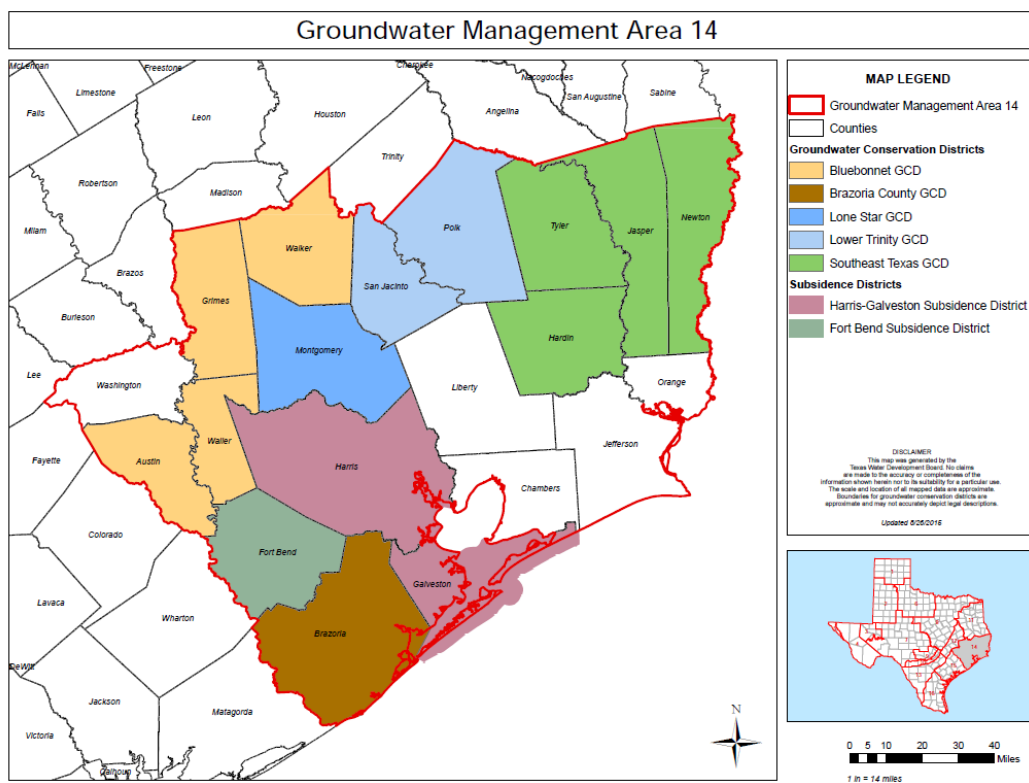 Groundwater Management Area 14
McLennan
Freestone
Cherokee
Nacogdoches
Limestone
San Augustine
Sabine
Falls
Leon
Houston
Angelina
Trinity
Robertson
Madison
Milam
Walker
Polk
Tyler
Jasper
Newton
Brazos
San Jacinto
Grimes
Burleson
Montgomery
Hardin
Lee
Washington
Liberty
Orange
Waller
Jefferson
Fayette
Austin
Harris
Chambers
Colorado
Fort Bend
Galveston
Lavaca
Wharton
Brazoria
DeWitt
Jackson
Matagorda
Victoria
Calhoun
N
MAP LEGEND
Groundwater Management Area 14
Counties
Groundwater Conservation Districts
Bluebonnet GCD
Brazoria County GCD
Lone Star GCD
Lower Trinity GCD
Southeast Texas GCD
Subsidence Districts
Harris-Galveston Subsidence District
Fort Bend Subsidence District
DISCLAIMER
This map was generated by the
Texas Water Development Board. No claims
are made to the accuracy or completeness of the
information shown herein nor to its suitability for a particular use.
The scale and location of all mapped data are approximate.
Boundaries for groundwater conservation districts are
approximate and may not accurately depict legal descriptions.
Updated 8/26/2016
14
0 5 10 20 30 40
Miles
1 in = 14 miles